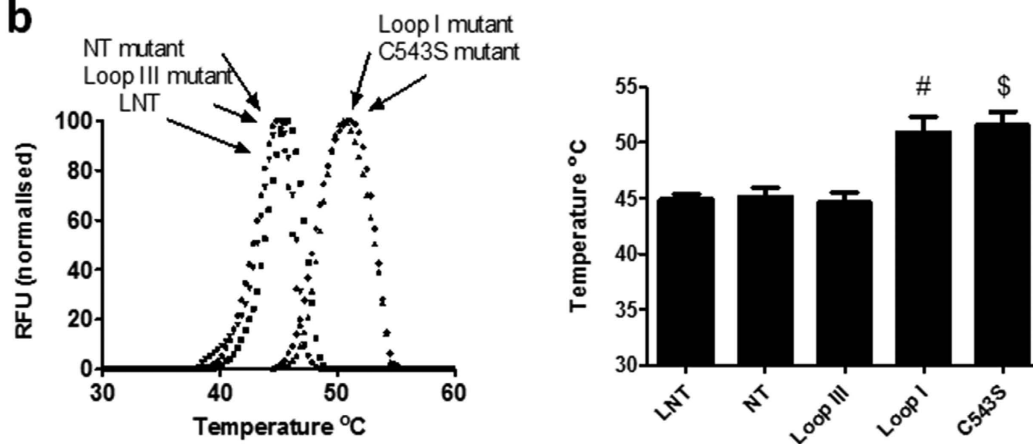 b
NT mutant
Loop III mutant
LNT
Loop I mutant
C543S mutant
100
80
60
40
20
0
RFU (normalised)
30 40 50 60
Temperature °C
55
50
45
40
35
30
Temperature °C
# $
LNT NT Loop III Loop I C543S